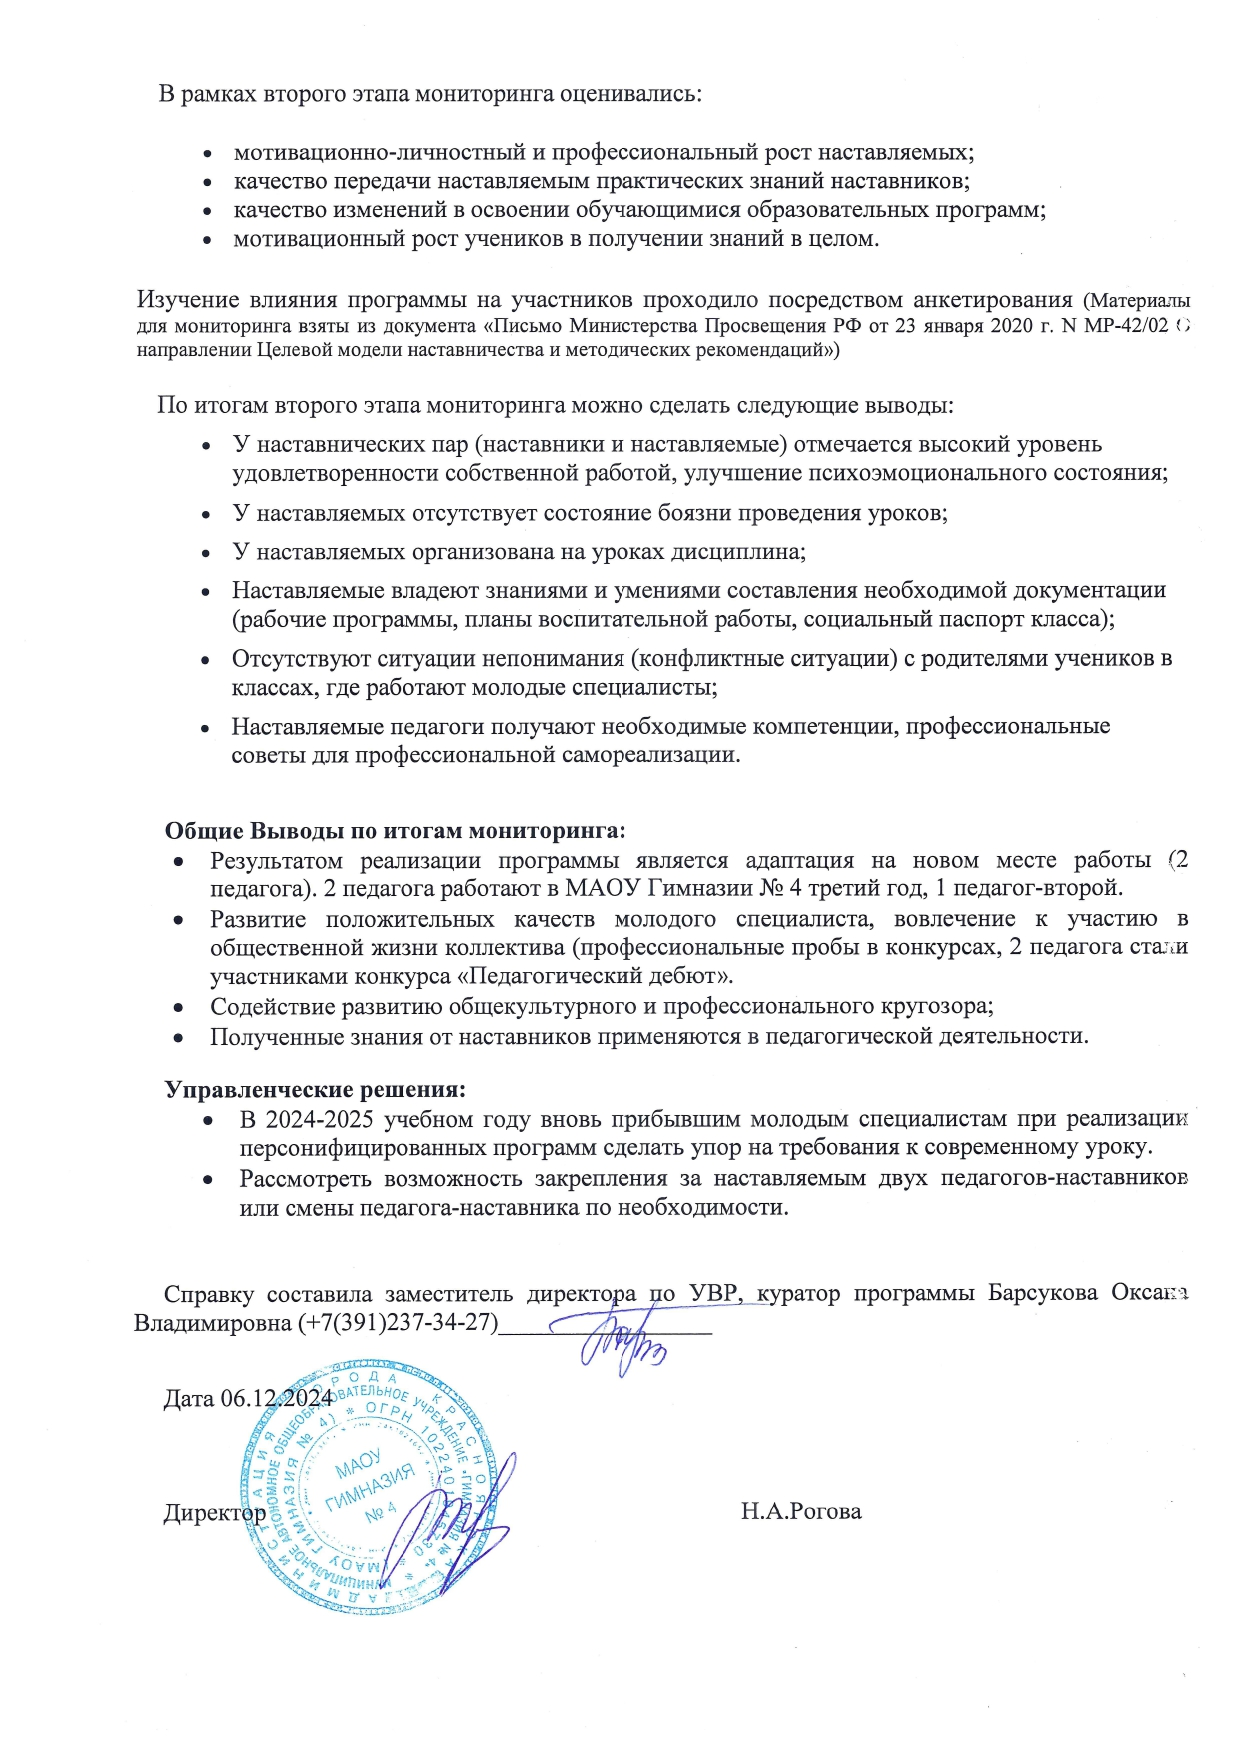 В рамках второго этапа мониторинга оценивались:
• мотивационно-личностный и профессиональный рост наставляемых;
• качество передачи наставляемым практических знаний наставников;
• качество изменений в освоении обучающимися образовательных программ;
• мотивационный рост учеников в получении знаний в целом.
Изучение влияния программы на участников проходило посредством анкетирования (Материалы
для мониторинга взяты из документа «Письмо Министерства Просвещения РФ от 23 января 2020 г. N МР-42/02 О
направлении Целевой модели наставничества и методических рекомендаций»)
По итогам второго этапа мониторинга можно сделать следующие выводы:
• У наставнических пар (наставники и наставляемые) отмечается высокий уровень
удовлетворенности собственной работой, улучшение психоэмоционального состояния;
• У наставляемых отсутствует состояние боязни проведения уроков;
• У наставляемых организована на уроках дисциплина;
• Наставляемые владеют знаниями и умениями составления необходимой документации
(рабочие программы, планы воспитательной работы, социальный паспорт класса);
• Отсутствуют ситуации непонимания (конфликтные ситуации) с родителями учеников в
классах, где работают молодые специалисты;
• Наставляемые педагоги получают необходимые компетенции, профессиональные
советы для профессиональной самореализации.
Общие Выводы по итогам мониторинга:
• Результатом реализации программы является адаптация на новом месте работы (2
педагога). 2 педагога работают в МАОУ Гимназии № 4 третий год, 1 педагог-второй.
• Развитие положительных качеств молодого специалиста, вовлечение к участию в
общественной жизни коллектива (профессиональные пробы в конкурсах, 2 педагога стали
участниками конкурса «Педагогический дебют».
• Содействие развитию общекультурного и профессионального кругозора;
• Полученные знания от наставников применяются в педагогической деятельности.
Управленческие решения:
• В 2024-2025 учебном году вновь прибывшим молодым специалистам при реализации
персонифицированных программ сделать упор на требования к современному уроку.
• Рассмотреть возможность закрепления за наставляемым двух педагогов-наставников
или смены педагога-наставника по необходимости.
Справку составила заместитель директора по УВР, куратор программы Барсукова Оксана
Владимировна (+7(391)237-34-27)_________________
Дата 06.12.2024
Директор Н.А.Рогова
МАОУ
ГИМНАЗИЯ
№ 4